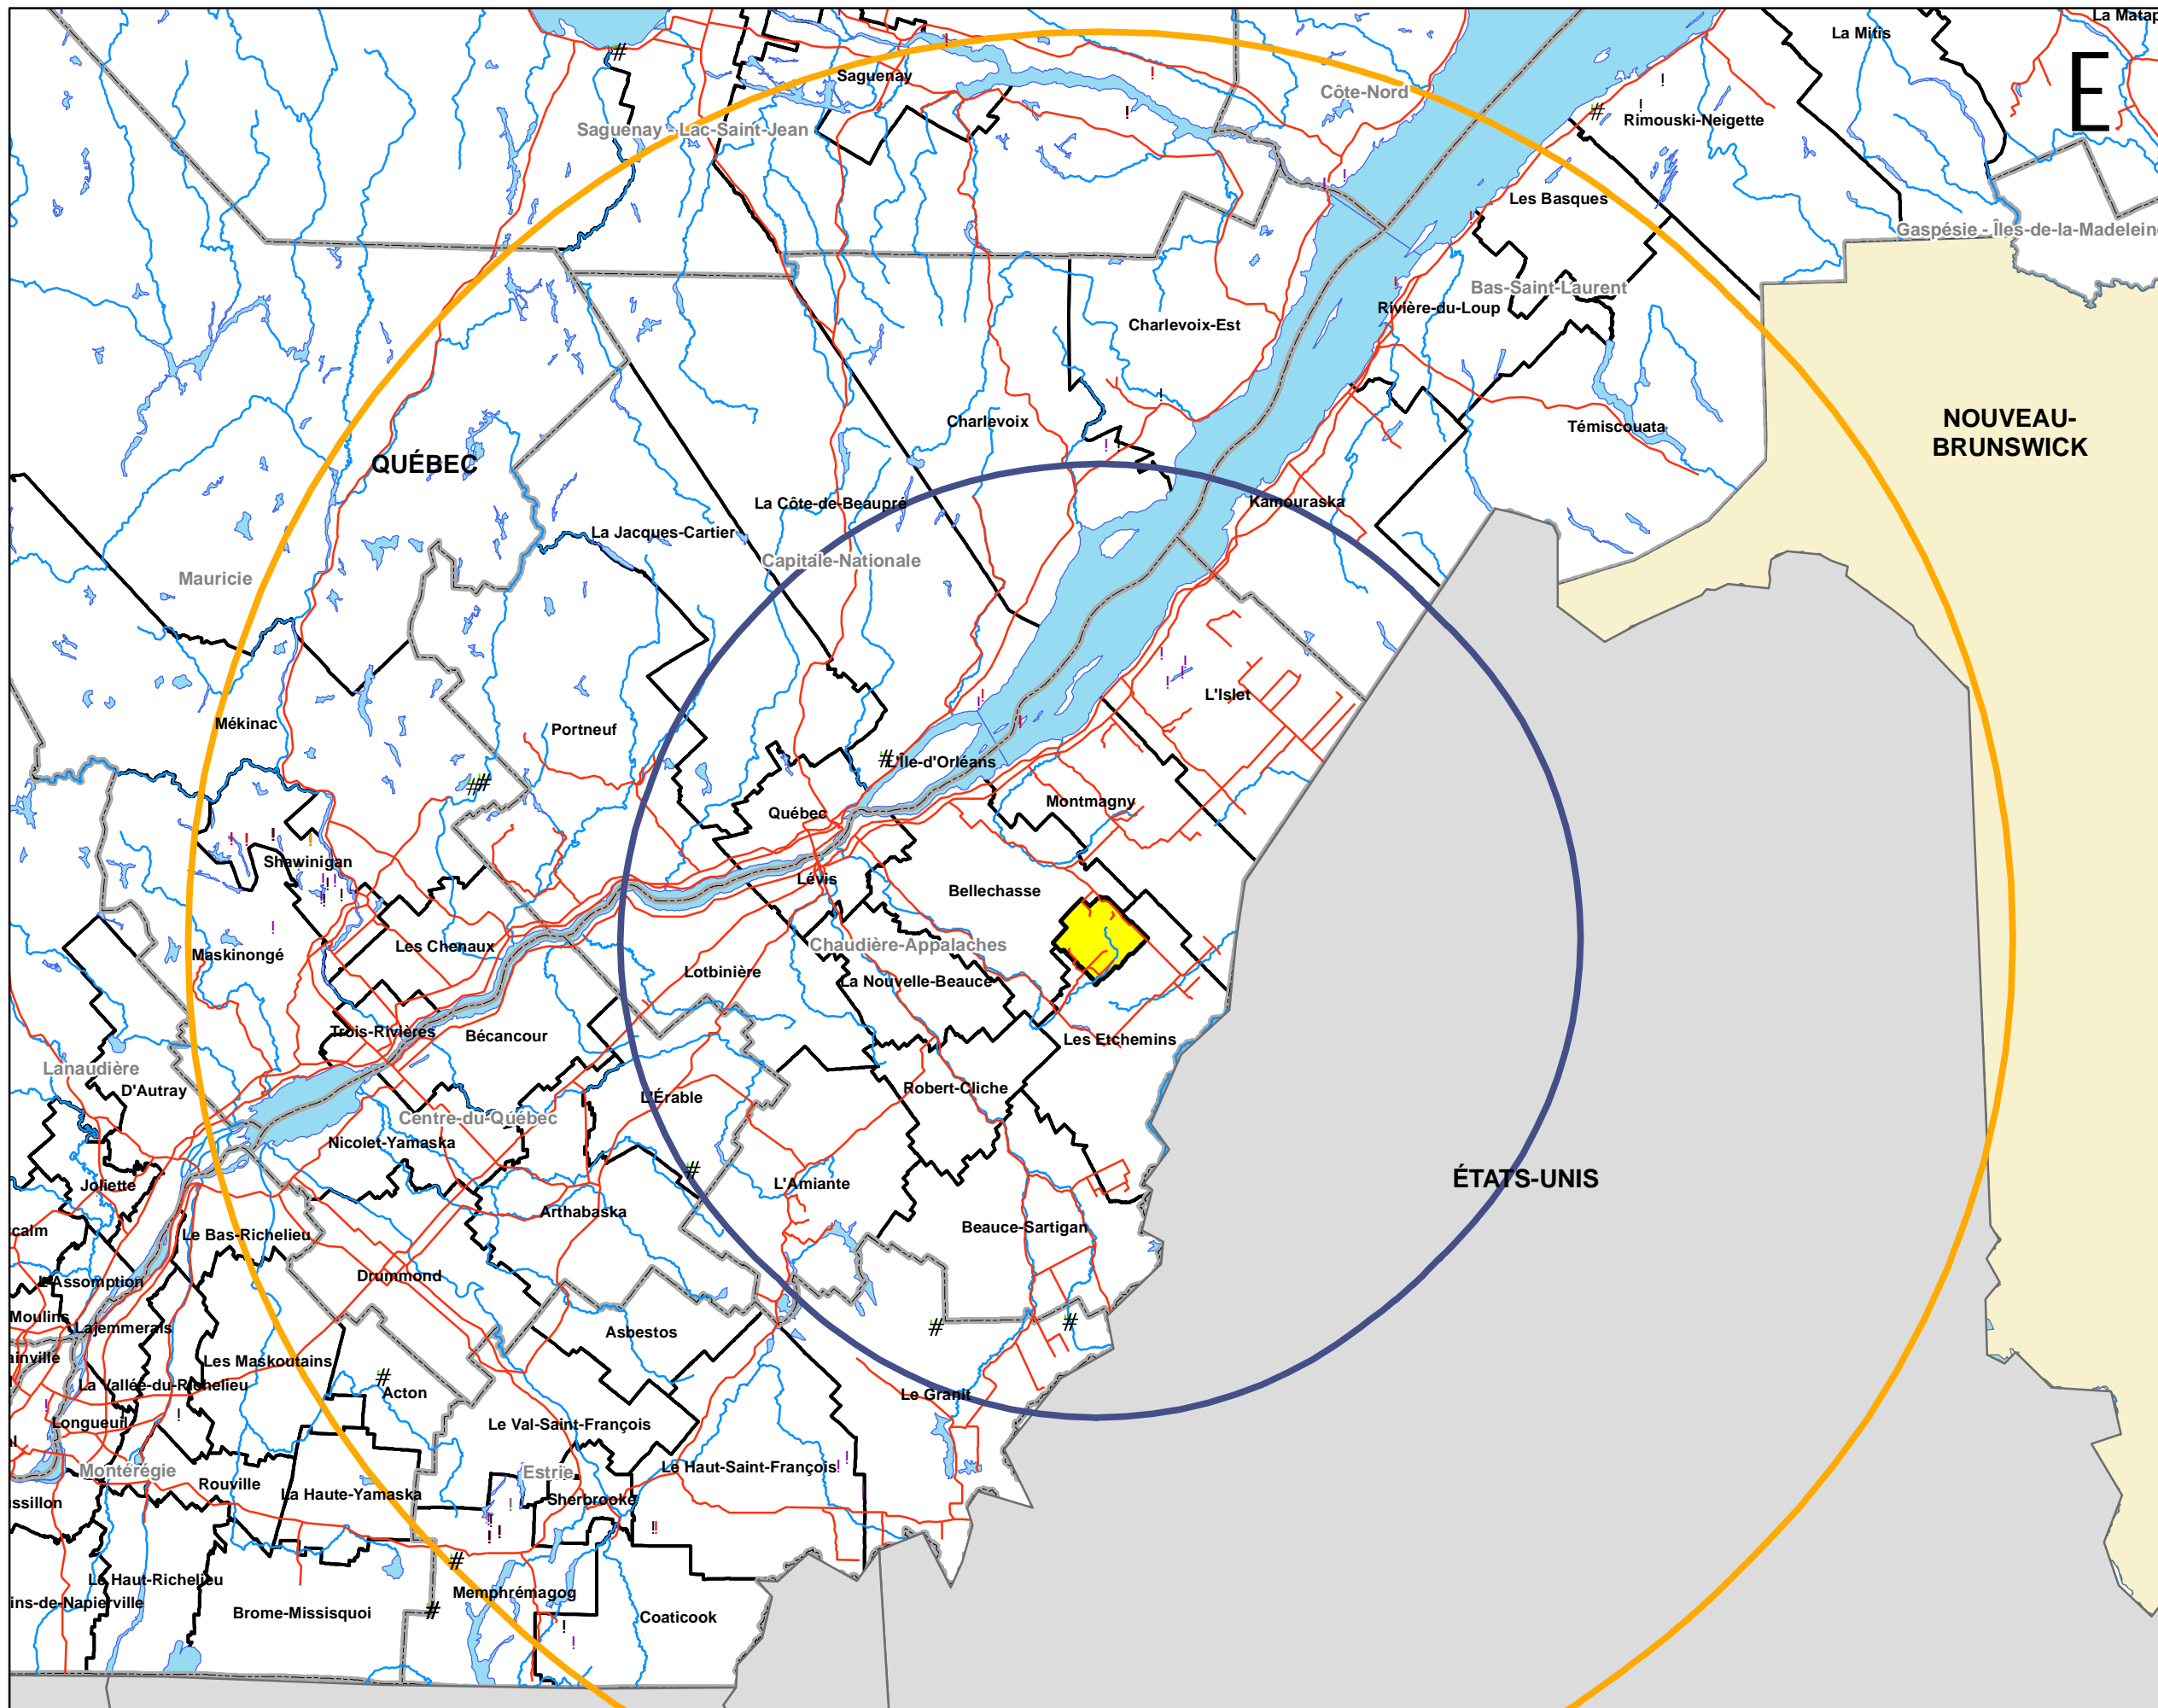 La Matap
La Mitis
E
Saguenay
Côte-Nord
Rimouski-Neigette
Saguenay - Lac-Saint-Jean
Les Basques
Gaspésie - Îles-de-la-Madeleine
Bas-Saint-Laurent
Rivière-du-Loup
Charlevoix-Est
NOUVEAU-
BRUNSWICK
Charlevoix
Témiscouata
QUÉBEC
La Côte-de-Beaupré
Kamouraska
La Jacques-Cartier
Capitale-Nationale
Mauricie
L'Islet
Mékinac
Portneuf
L'Île-d'Orléans
Montmagny
Québec
Shawinigan
Lévis
Bellechasse
Les Chenaux
Chaudière-Appalaches
Maskinongé
Lotbinière
La Nouvelle-Beauce
Trois-Rivières
Bécancour
Les Etchemins
Lanaudière
D'Autray
Robert-Cliche
L'Érable
Centre-du-Québec
Nicolet-Yamaska
ÉTATS-UNIS
Joliette
L'Amiante
Arthabaska
calm
Le Bas-Richelieu
Beauce-Sartigan
L'Assomption
Drummond
Moulins
Lajemmerais
Asbestos
ainville
Les Maskoutains
La Vallée-du-Richelieu
Acton
Le Granit
Longueuil
Le Val-Saint-François
al
Montérégie
Estrie
Le Haut-Saint-François
Rouville
La Haute-Yamaska
Sherbrooke
ussillon
Le Haut-Richelieu
Memphrémagog
ins-de-Napierville
Brome-Missisquoi
Coaticook